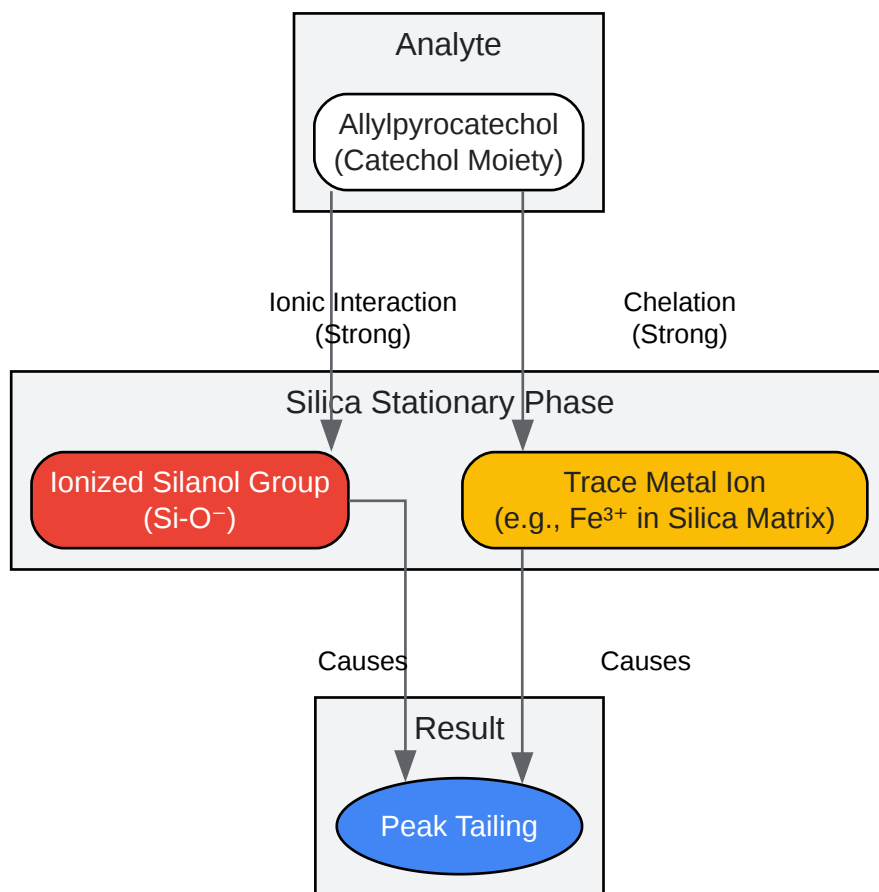 Analyte
Allylpyrocatechol
(Catechol Moiety)
Ionic Interaction
(Strong)
Chelation
(Strong)
Silica Stationary Phase
Ionized Silanol Group
(Si-O⁻)
Trace Metal Ion
(e.g., Fe³⁺ in Silica Matrix)
Causes
Causes
Result
Peak Tailing